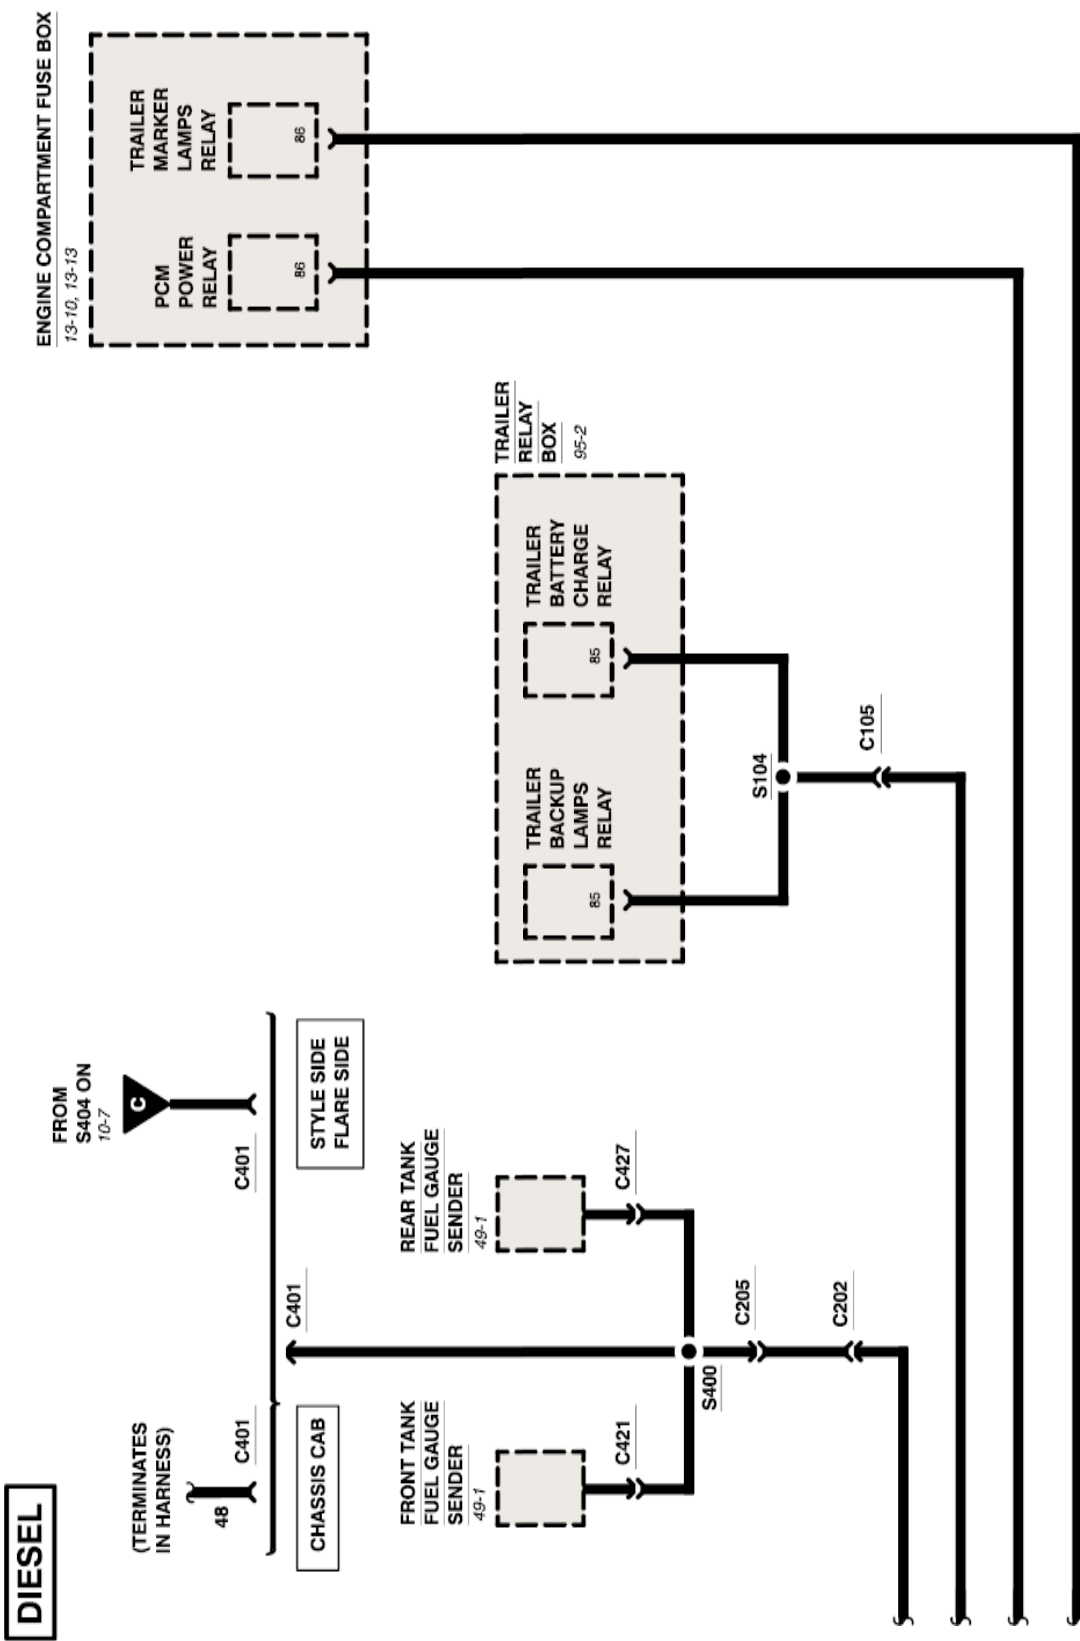 DIESEL
(TERMINATES
IN HARNESS)
48
C401
CHASSIS CAB
FROM
S404 ON
10-7
C
C401
STYLE SIDE
FLARE SIDE
C401
FRONT TANK
FUEL GAUGE
SENDER
49-1
C421
REAR TANK
FUEL GAUGE
SENDER
49-1
C427
S400
C205
C202
TRAILER
RELAY
BOX
95-2
TRAILER
BACKUP
LAMPS
RELAY
85
TRAILER
BATTERY
CHARGE
RELAY
85
S104
C105
ENGINE COMPARTMENT FUSE BOX
13-10, 13-13
PCM
POWER
RELAY
86
TRAILER
MARKER
LAMPS
RELAY
86